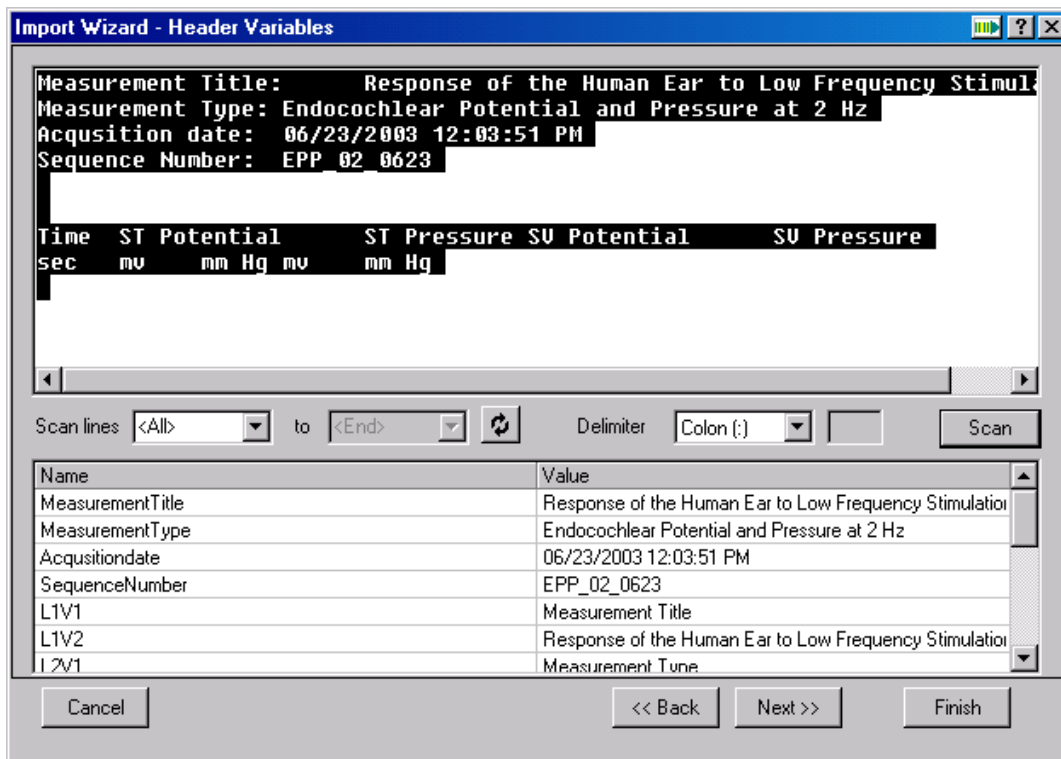 Import Wizard - Header Variables
Measurement Title: Response of the Human Ear to Low Frequency
Measurement Type: Endocochlear Potential and Pressure at 2 Hz
Acqusition date: 06/23/2003 12:03:51 PM
Sequence Number: EPP_02_0623
Time ST Potential ST Pressure SV Potential SV Pressure
sec mv mm Hg mv mm Hg
Scan lines <All> to <End> Delimiter Colon (:) Scan
Name Value
MeasurementTitle Response of the Human Ear to Low Frequency
MeasurementType Endocochlear Potential and Pressure at 2 Hz
Acqusitiondate 06/23/2003 12:03:51 PM
SequenceNumber EPP_02_0623
L1V1 Measurement Title
L1V2 Response of the Human Ear to Low Frequency
L2V1 Measurement Type
Cancel << Back Next >> Finish